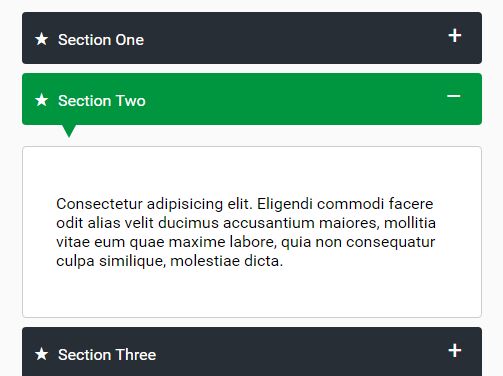 ★ Section One +
★ Section Two −
Consectetur adipisicing elit. Eligendi commodi facere
odit alias velit ducimus accusantium maiores, mollitia
vitae eum quae maxime labore, quia non consequatur
culpa similique, molestiae dicta.
★ Section Three +